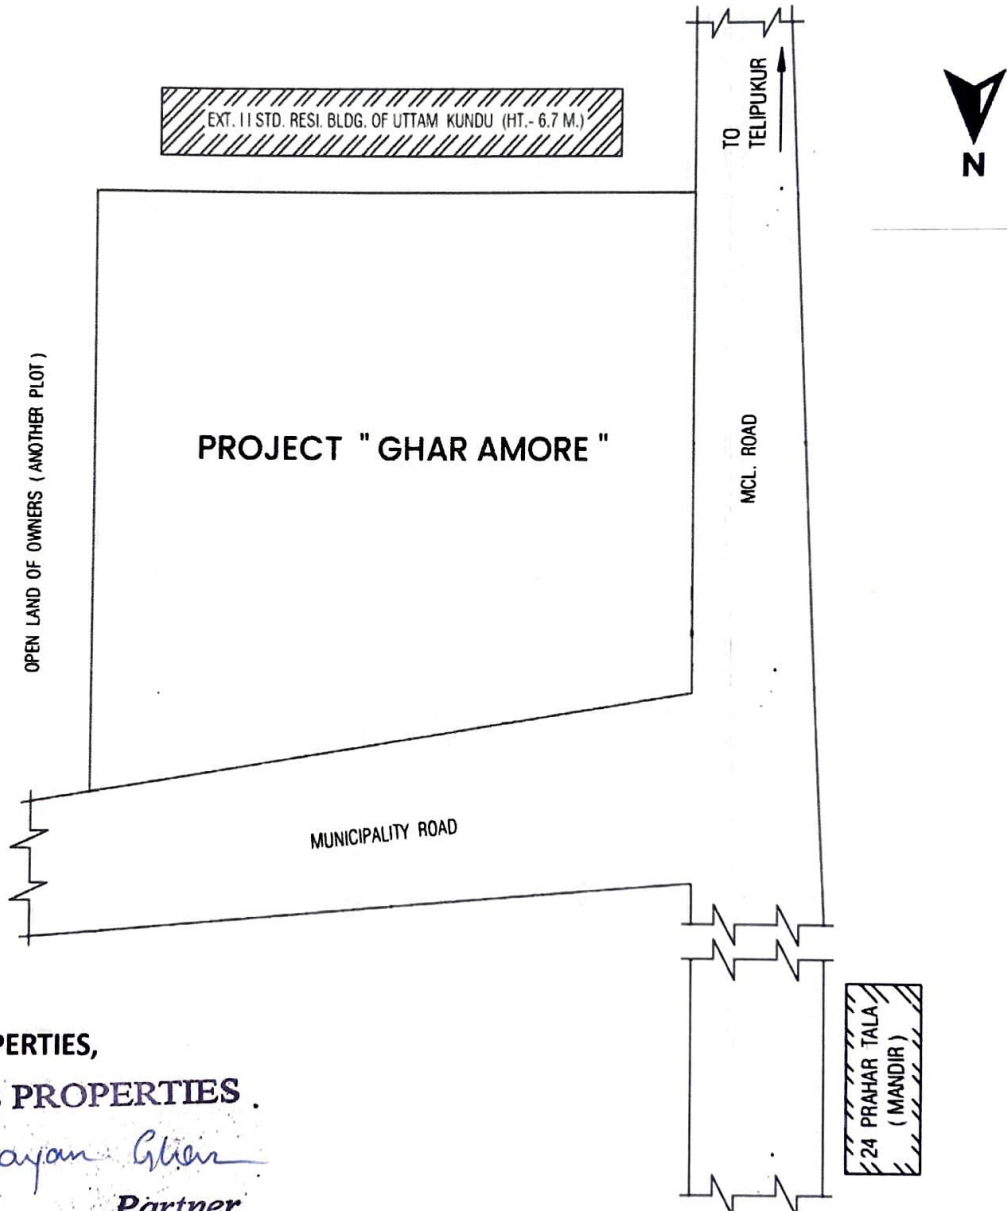 EXT. II STD. RESI. BLDG. OF UTTAM KUNDU (HT.- 6.7 M.)
TO
TELIPUKUR
N
OPEN LAND OF OWNERS (ANOTHER PLOT)
PROJECT " GHAR AMORE "
MCL. ROAD
MUNICIPALITY ROAD
24 PRAHAR TALA
(MANDIR)
PERTIES,
PROPERTIES.
Partner